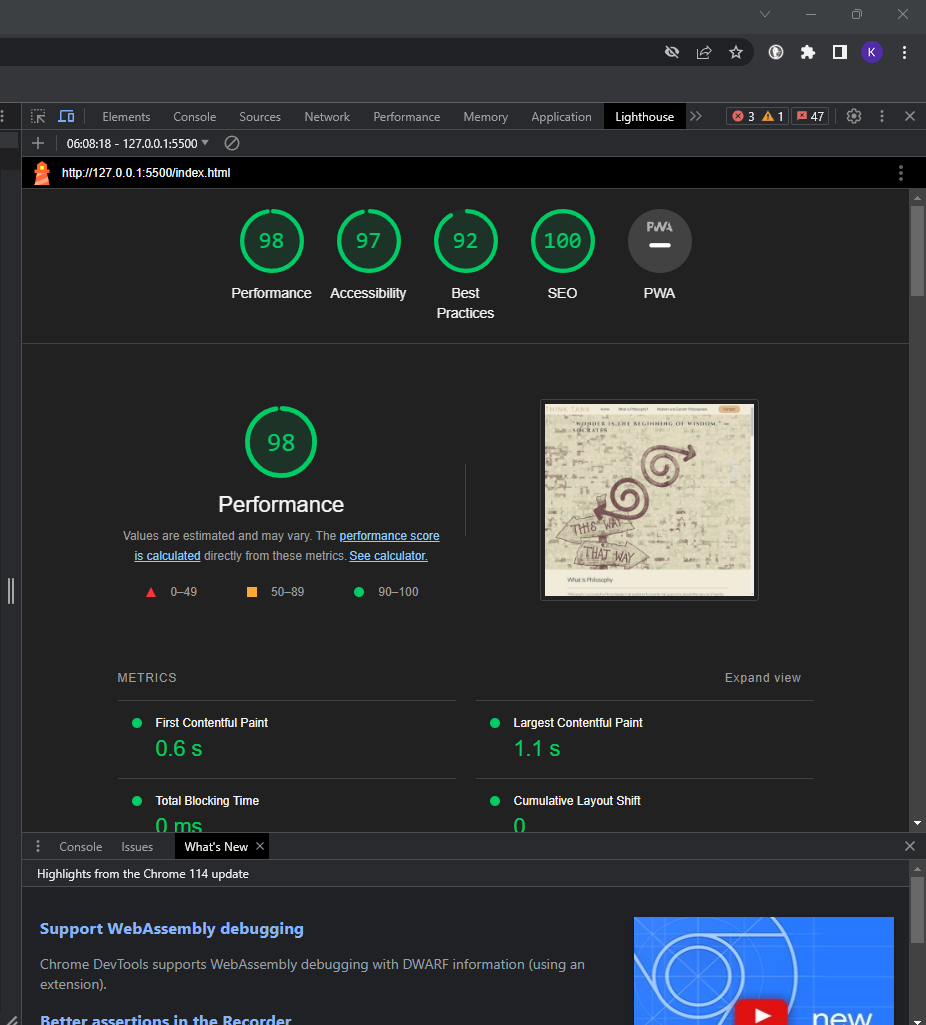 K
Elements Console Sources Network Performance Memory Application Lighthouse 3 1 47
06:08:18 - 127.0.0.1:5500
http://127.0.0.1:5500/index.html
98 97 92 100 PWA
Performance Accessibility Best Practices SEO PWA
98
Performance
Values are estimated and may vary. The performance score
is calculated directly from these metrics. See calculator.
0–49 50–89 90–100
THINK TANK Home What is Philosophy?
"WONDER IS THE BEGINNING OF WISDOM." —
SOCRATES
THIS WAY
THAT WAY
What is Philosophy
METRICS Expand view
First Contentful Paint Largest Contentful Paint
0.6 s 1.1 s
Total Blocking Time Cumulative Layout Shift
0 ms 0
Console Issues What's New
Highlights from the Chrome 114 update
Support WebAssembly debugging
Chrome DevTools supports WebAssembly debugging with DWARF information (using an
extension).
Better assertions in the Recorder
new